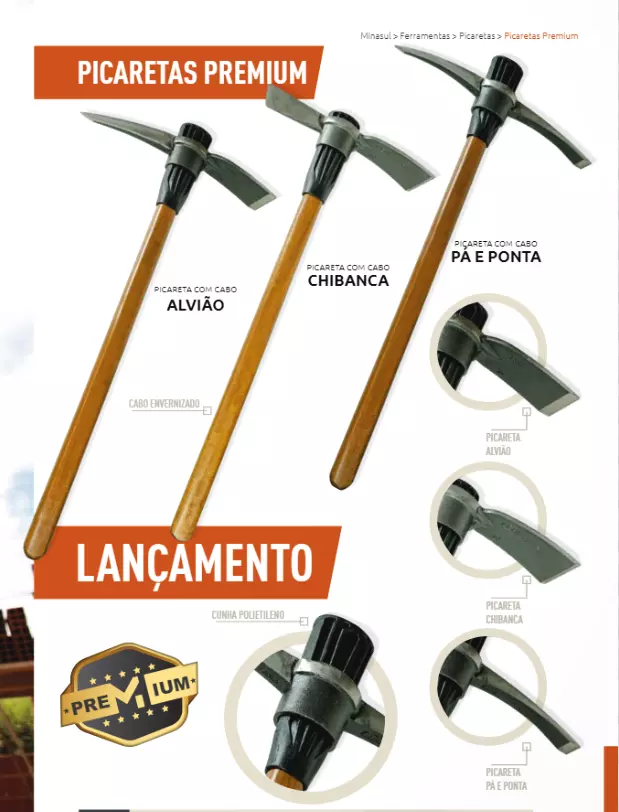 Minasul > Ferramentas > Picaretas > Picaretas Premium
PICARETAS PREMIUM
PICARETA COM CABO
PÁ E PONTA
PICARETA COM CABO
CHIBANCA
PICARETA COM CABO
ALVIÃO
CABO ENVERNIZADO
PICARETA
ALVIÃO
LANÇAMENTO
CUNHA POLIETILENO
PICARETA
CHIBANCA
PREMIUM
PICARETA
PÁ E PONTA